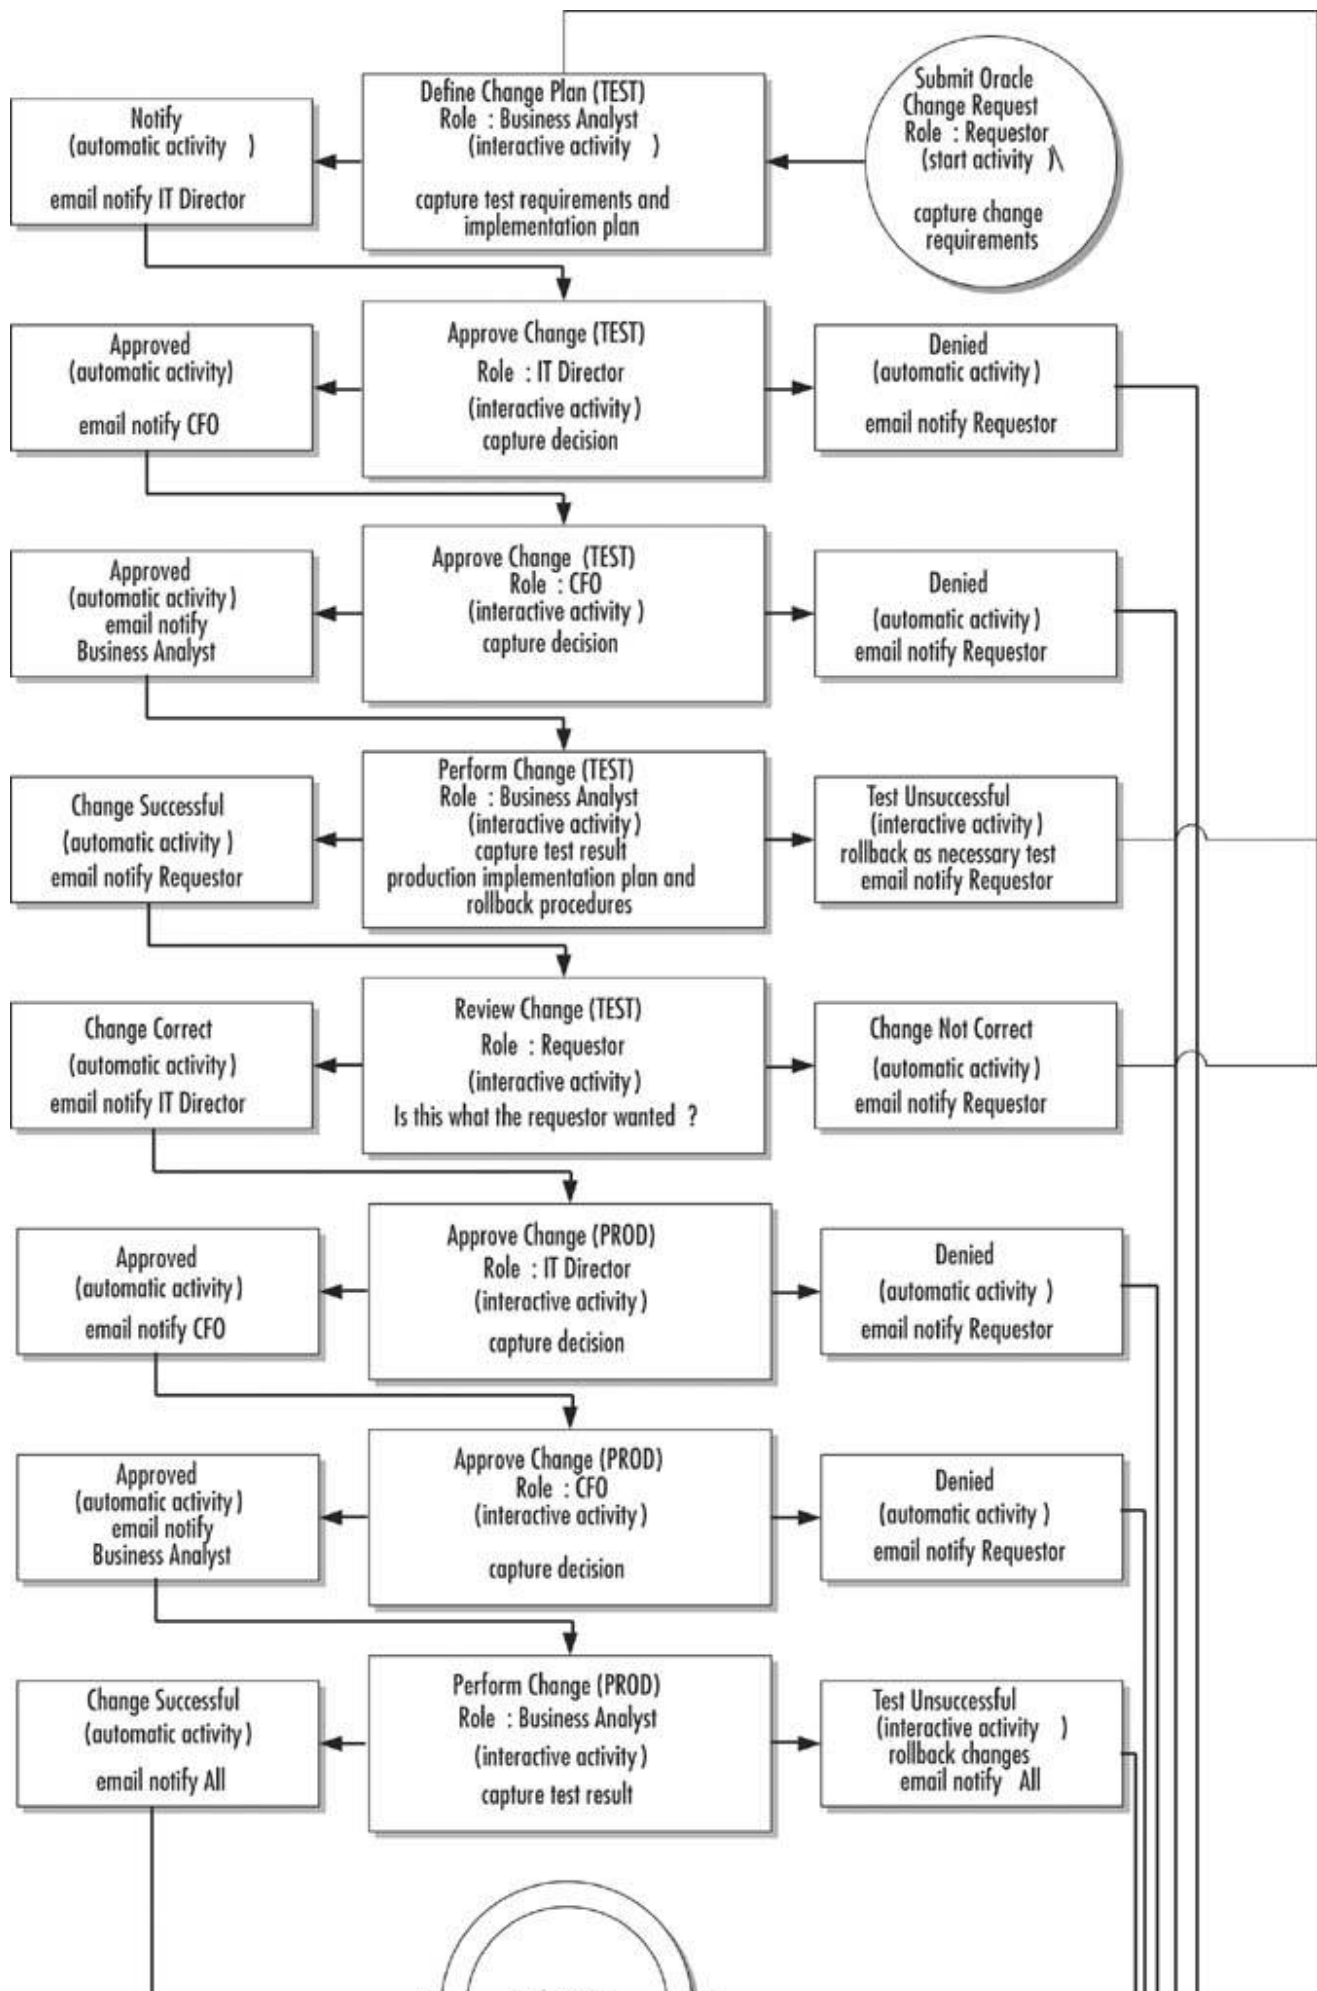 Submit Oracle
Change Request
Role : Requestor
(start activity )\
capture change
requirements
Define Change Plan (TEST)
Role : Business Analyst
(interactive activity )
capture test requirements and
implementation plan
Notify
(automatic activity )
email notify IT Director
Approve Change (TEST)
Role : IT Director
(interactive activity )
capture decision
Approved
(automatic activity)
email notify CFO
Denied
(automatic activity )
email notify Requestor
Approve Change (TEST)
Role : CFO
(interactive activity )
capture decision
Approved
(automatic activity )
email notify
Business Analyst
Denied
(automatic activity )
email notify Requestor
Perform Change (TEST)
Role : Business Analyst
(interactive activity )
capture test result
production implementation plan and
rollback procedures
Change Successful
(automatic activity )
email notify Requestor
Test Unsuccessful
(interactive activity )
rollback as necessary test
email notify Requestor
Review Change (TEST)
Role : Requestor
(interactive activity )
Is this what the requestor wanted ?
Change Correct
(automatic activity )
email notify IT Director
Change Not Correct
(automatic activity )
email notify Requestor
Approve Change (PROD)
Role : IT Director
(interactive activity )
capture decision
Approved
(automatic activity )
email notify CFO
Denied
(automatic activity )
email notify Requestor
Approve Change (PROD)
Role : CFO
(interactive activity )
capture decision
Approved
(automatic activity )
email notify
Business Analyst
Denied
(automatic activity )
email notify Requestor
Perform Change (PROD)
Role : Business Analyst
(interactive activity )
capture test result
Change Successful
(automatic activity )
email notify All
Test Unsuccessful
(interactive activity )
rollback changes
email notify All